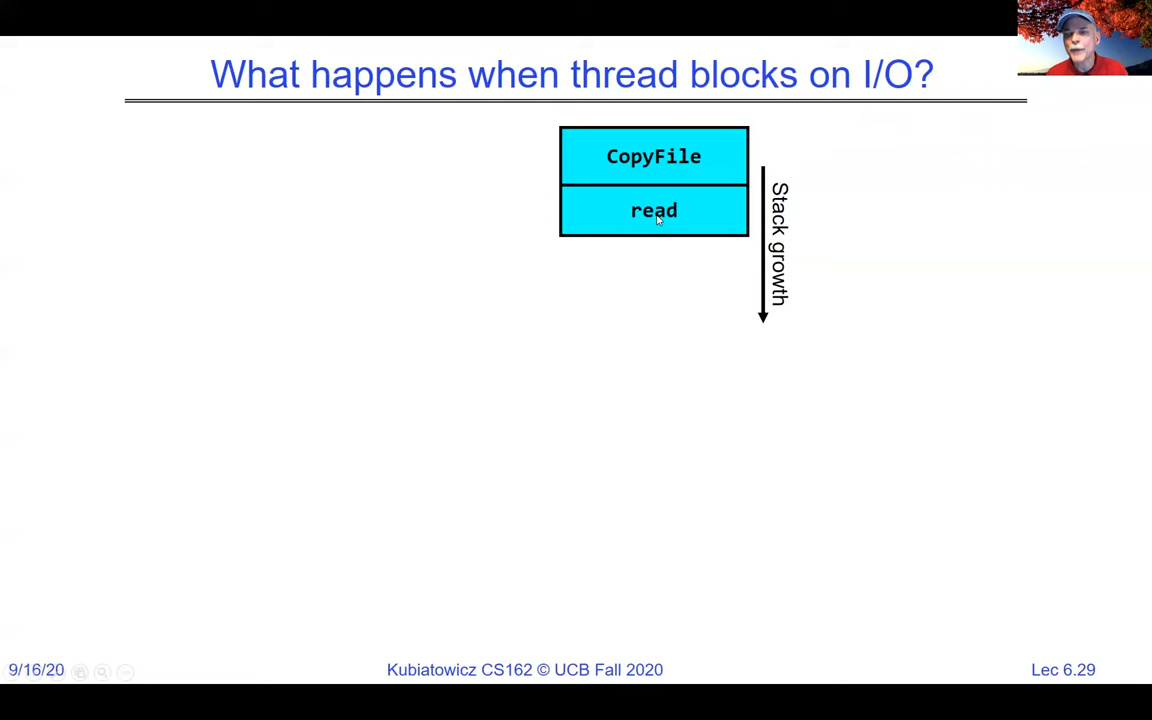 What happens when thread blocks on I/O?
CopyFile
read
Stack growth
9/16/20
Kubiatowicz CS162 © UCB Fall 2020
Lec 6.29